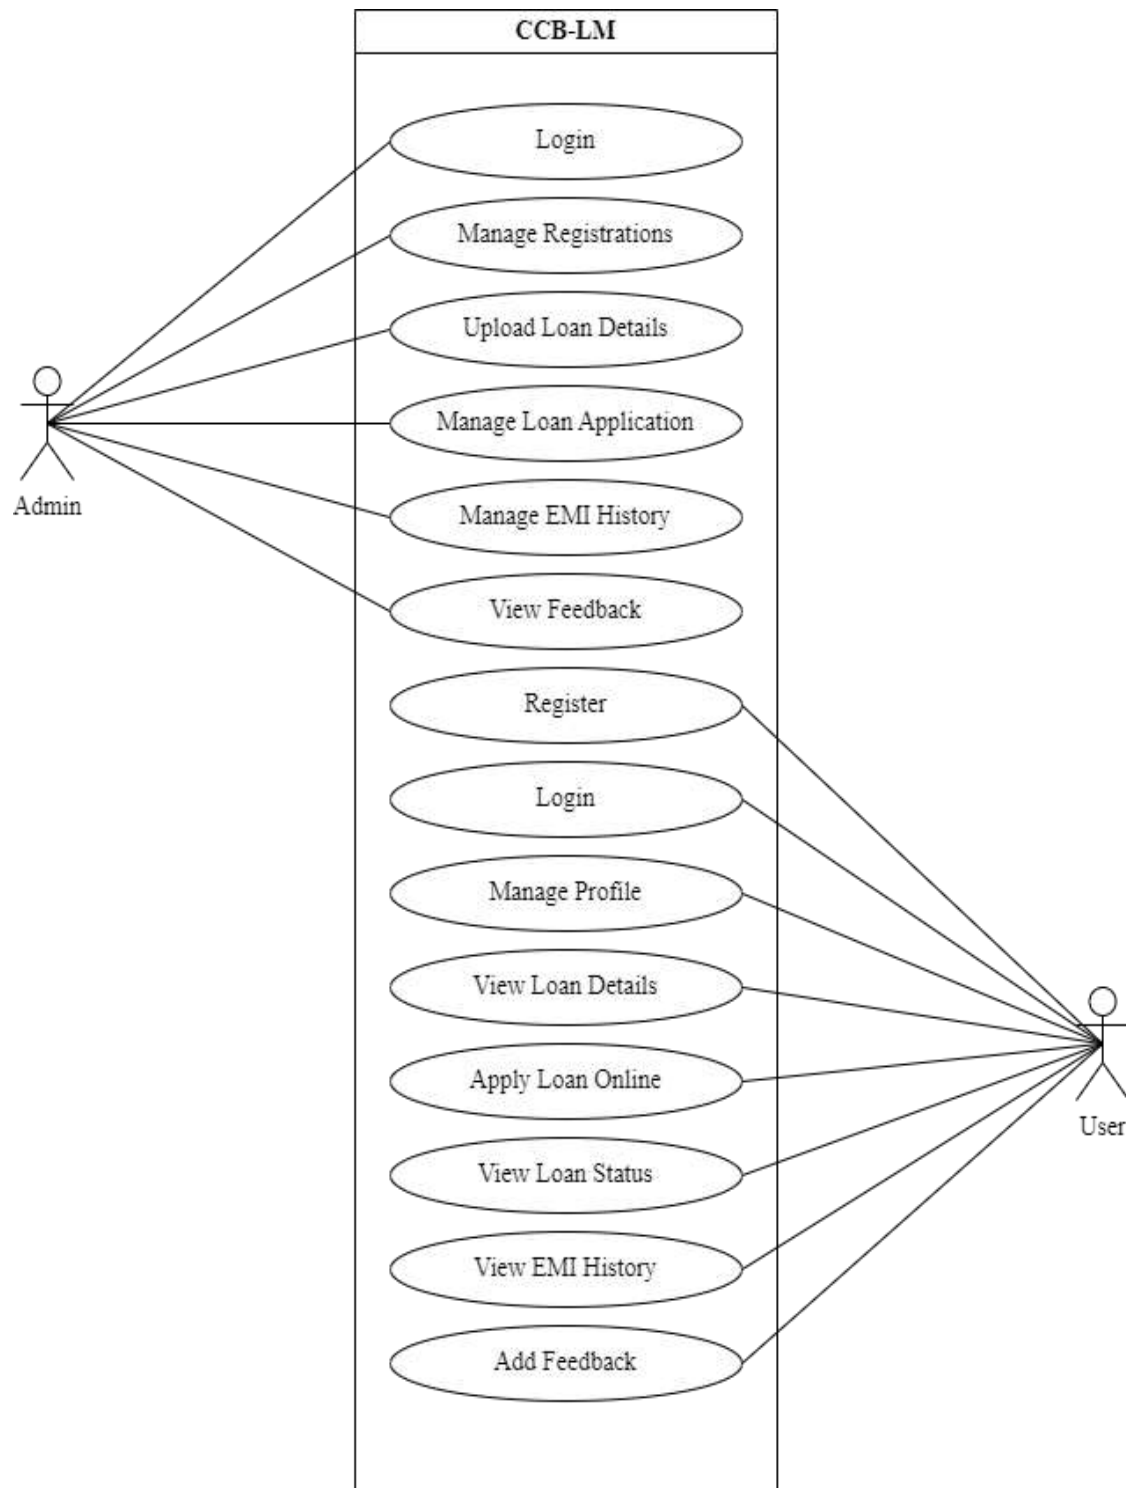 CCB-LM
Login
Manage Registrations
Upload Loan Details
Manage Loan Application
Admin
Manage EMI History
View Feedback
Register
Login
Manage Profile
View Loan Details
Apply Loan Online
User
View Loan Status
View EMI History
Add Feedback